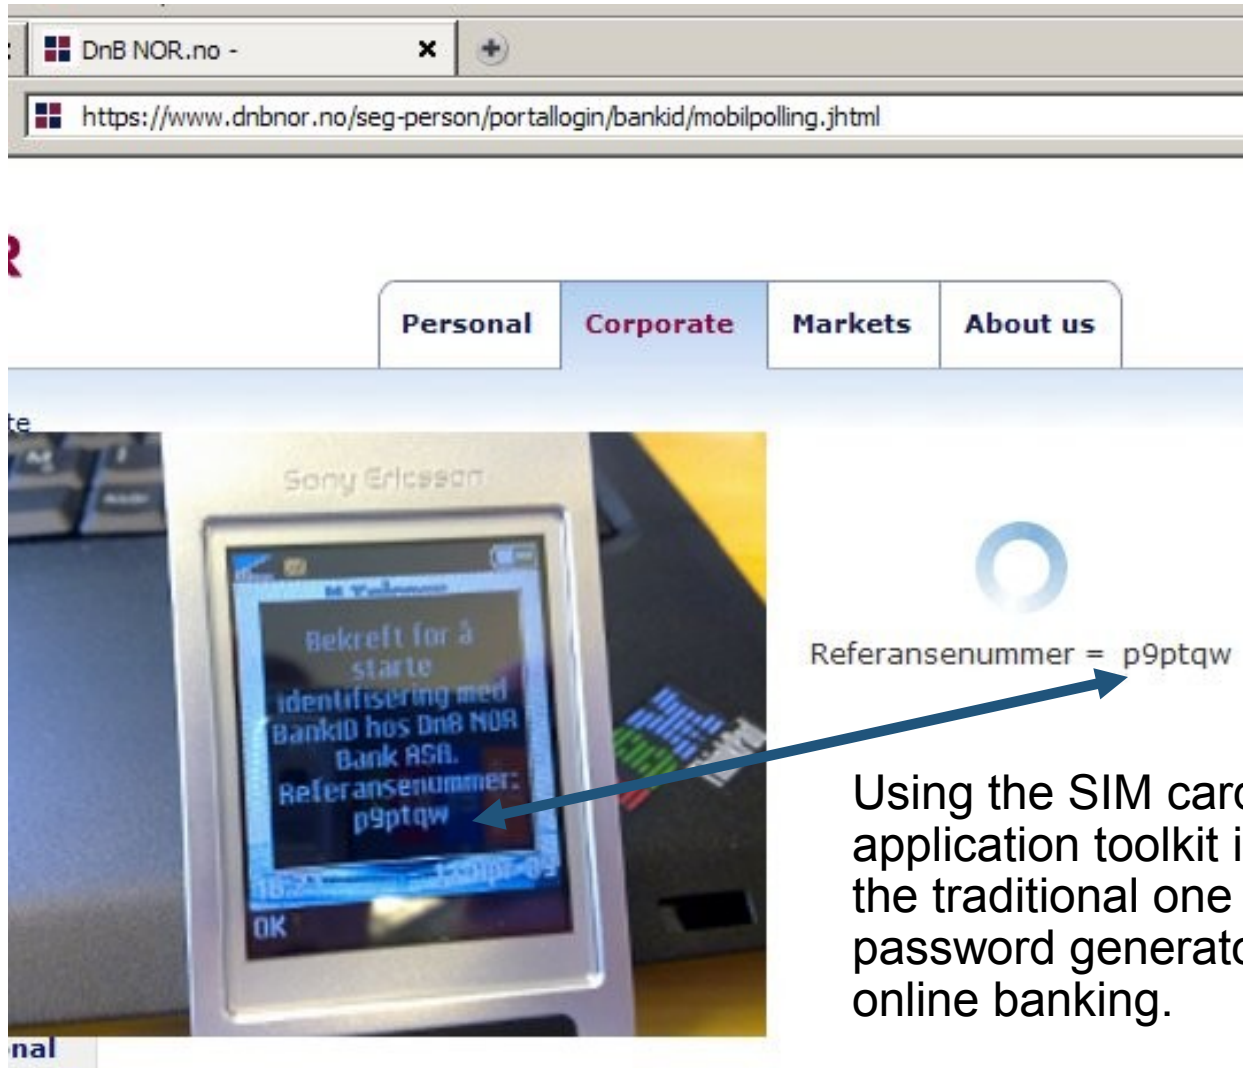 DnB NOR.no -
https://www.dnbnor.no/seg-person/portallogin/bankid/mobilpolling.jhtml
R
Personal Corporate Markets About us
te
Sony Ericsson
Bekreft for å
starte
identifisering med
BankID hos DnB NOR
Bank ASA.
Referansenummer:
p9ptqw
OK
Referansenummer = p9ptqw
Using the SIM card
application toolkit i
the traditional one
password generato
online banking.
nal